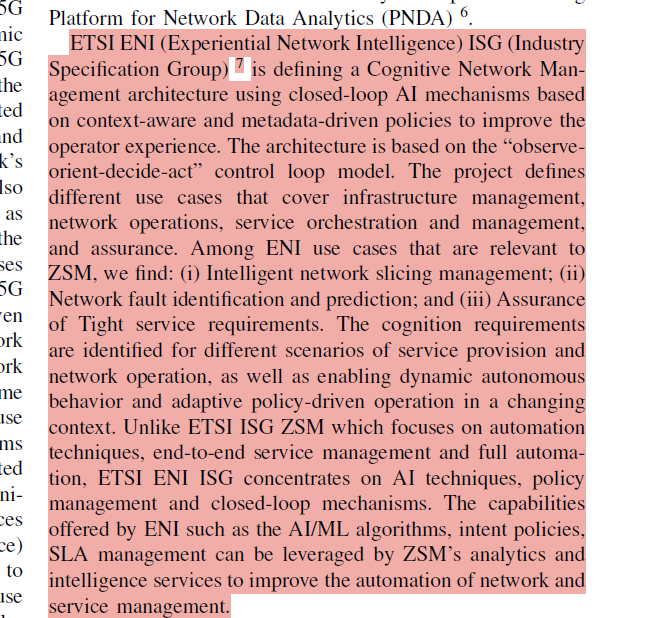 5G
Platform for Network Data Analytics (PNDA) 6.
mic
ETSI ENI (Experiential Network Intelligence) ISG (Industry
5G
Specification Group) 7 is defining a Cognitive Network Man-
the
agement architecture using closed-loop AI mechanisms based
ted
on context-aware and metadata-driven policies to improve the
and
operator experience. The architecture is based on the “observe-
k’s
orient-decide-act” control loop model. The project defines
lso
different use cases that cover infrastructure management,
as
network operations, service orchestration and management,
the
and assurance. Among ENI use cases that are relevant to
ses
ZSM, we find: (i) Intelligent network slicing management; (ii)
5G
Network fault identification and prediction; and (iii) Assurance
ven
of Tight service requirements. The cognition requirements
ork
are identified for different scenarios of service provision and
ork
network operation, as well as enabling dynamic autonomous
me
behavior and adaptive policy-driven operation in a changing
use
context. Unlike ETSI ISG ZSM which focuses on automation
ms
techniques, end-to-end service management and full automa-
ted
tion, ETSI ENI ISG concentrates on AI techniques, policy
ni-
management and closed-loop mechanisms. The capabilities
ces
offered by ENI such as the AI/ML algorithms, intent policies,
ce)
SLA management can be leveraged by ZSM’s analytics and
to
intelligence services to improve the automation of network and
use
service management.